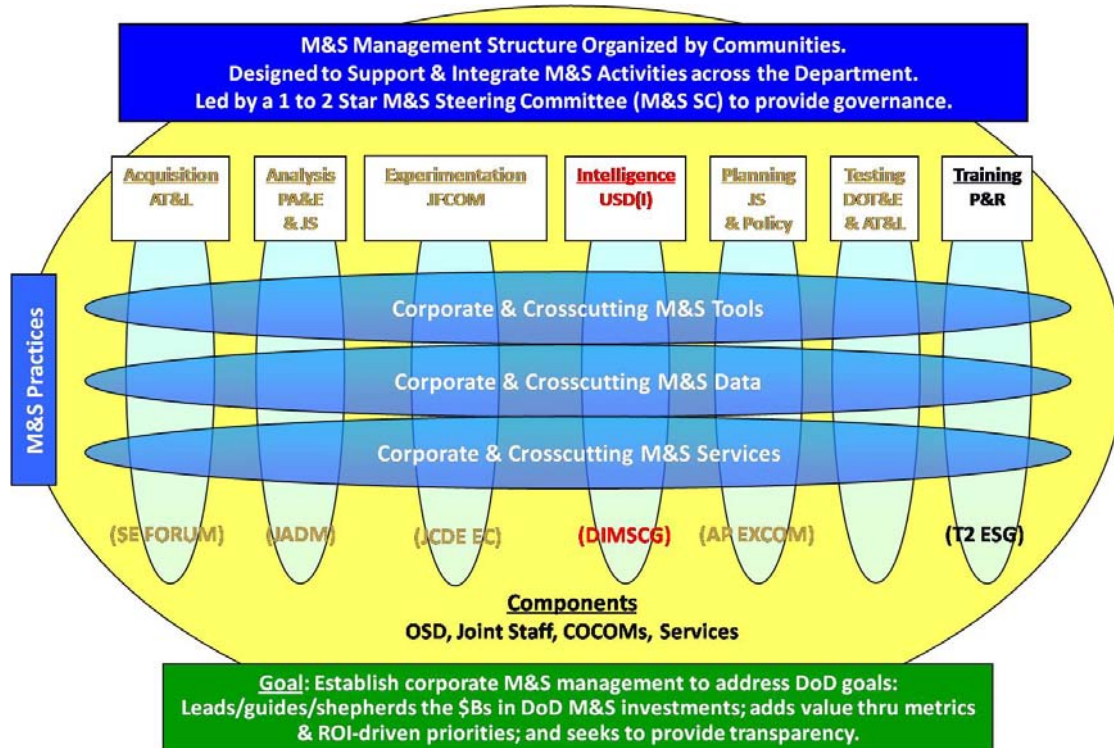 M&S Management Structure Organized by Communities.
Designed to Support & Integrate M&S Activities across the Department.
Led by a 1 to 2 Star M&S Steering Committee (M&S SC) to provide governance.
Acquisition
AT&L
Analysis
PA&E
& JS
Experimentation
JFCOM
Intelligence
USD(I)
Planning
JS
& Policy
Testing
DOT&E
& AT&L
Training
P&R
M&S Practices
Corporate & Crosscutting M&S Tools
Corporate & Crosscutting M&S Data
Corporate & Crosscutting M&S Services
(SE FORUM)
(JADM)
(JCDE EC)
(DIMSCG)
(AP EXCOM)
(T2 ESG)
Components
OSD, Joint Staff, COCOMs, Services
Goal: Establish corporate M&S management to address DoD goals:
Leads/guides/shepherds the $Bs in DoD M&S investments; adds value thru metrics
& ROI-driven priorities; and seeks to provide transparency.